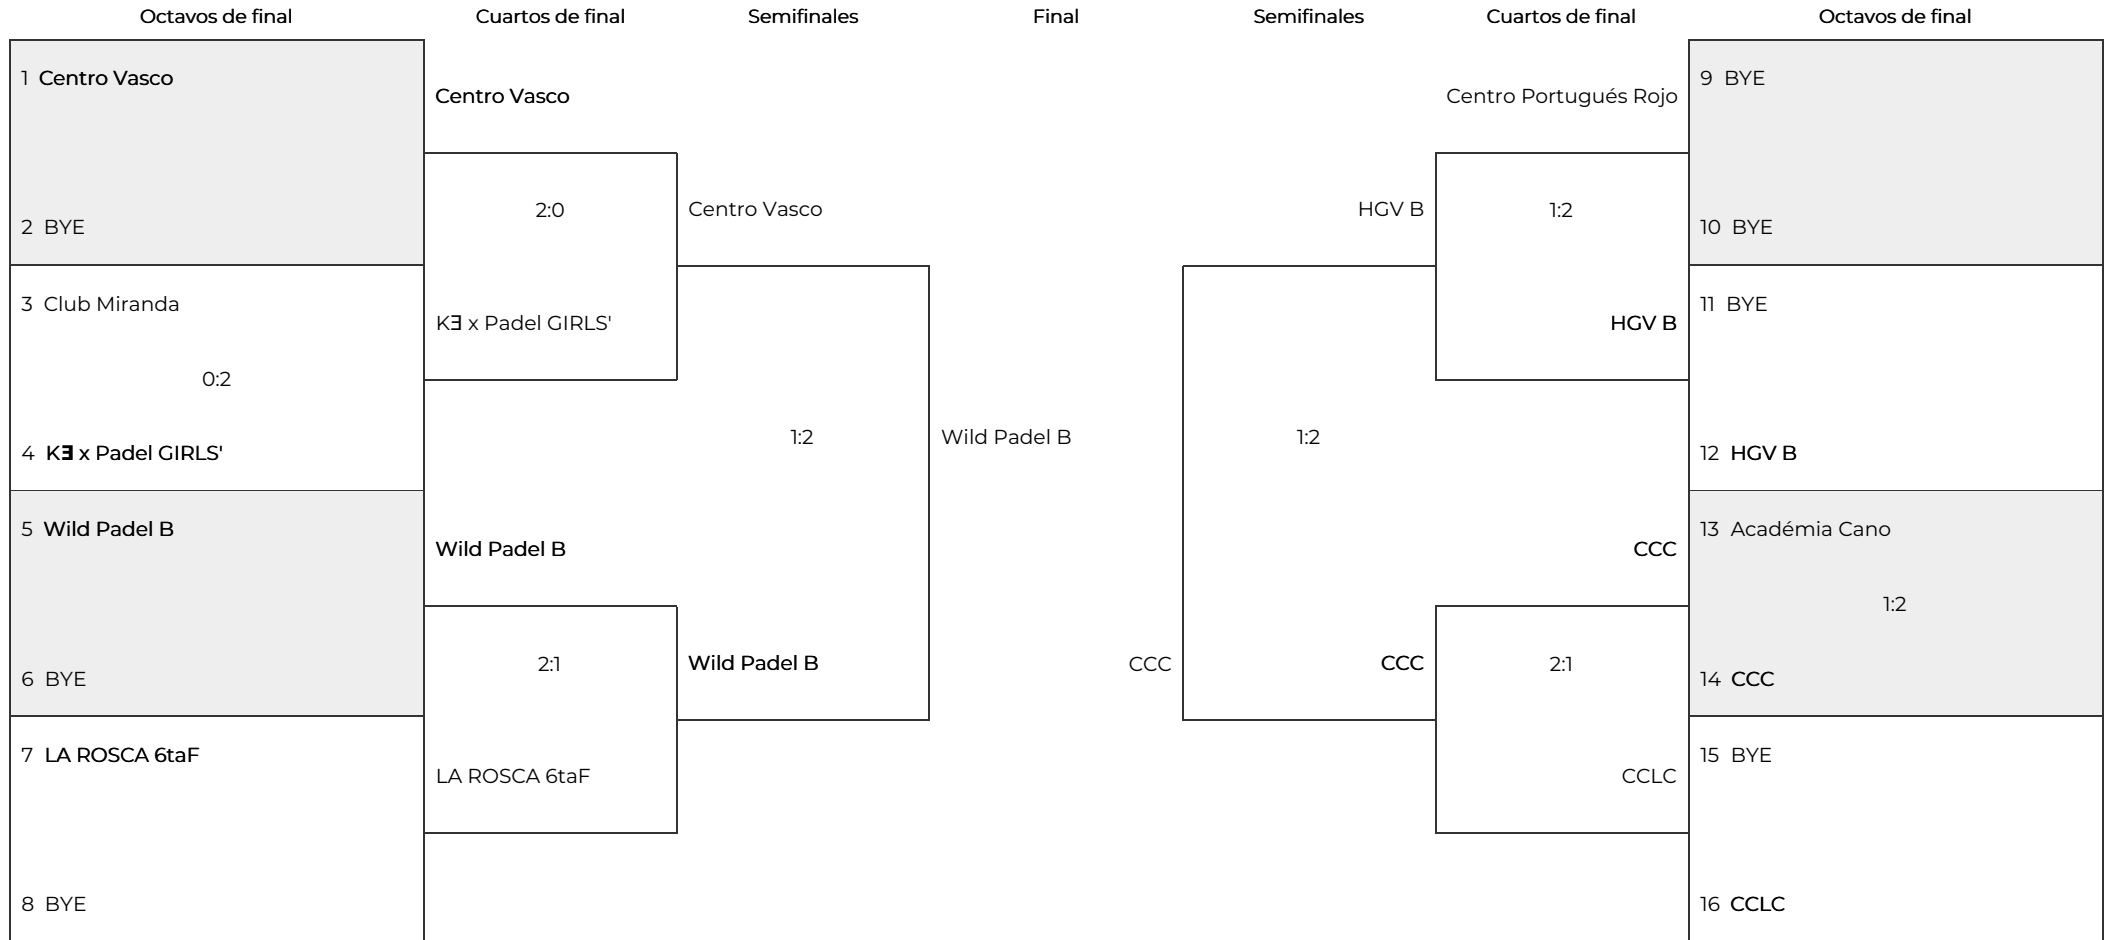 Octavos de final
Cuartos de final
Semifinales
Final
Semifinales
Cuartos de final
Octavos de final
1 Centro Vasco
2 BYE
3 Club Miranda
0:2
4 KƎ x Padel GIRLS'
5 Wild Padel B
6 BYE
7 LA ROSCA 6taF
8 BYE
Centro Vasco
2:0
KƎ x Padel GIRLS'
Wild Padel B
2:1
LA ROSCA 6taF
Centro Vasco
1:2
Wild Padel B
Wild Padel B
CCC
HGV B
1:2
CCC
Centro Portugués Rojo
1:2
HGV B
CCC
2:1
CCLC
9 BYE
10 BYE
11 BYE
12 HGV B
13 Académia Cano
1:2
14 CCC
15 BYE
16 CCLC